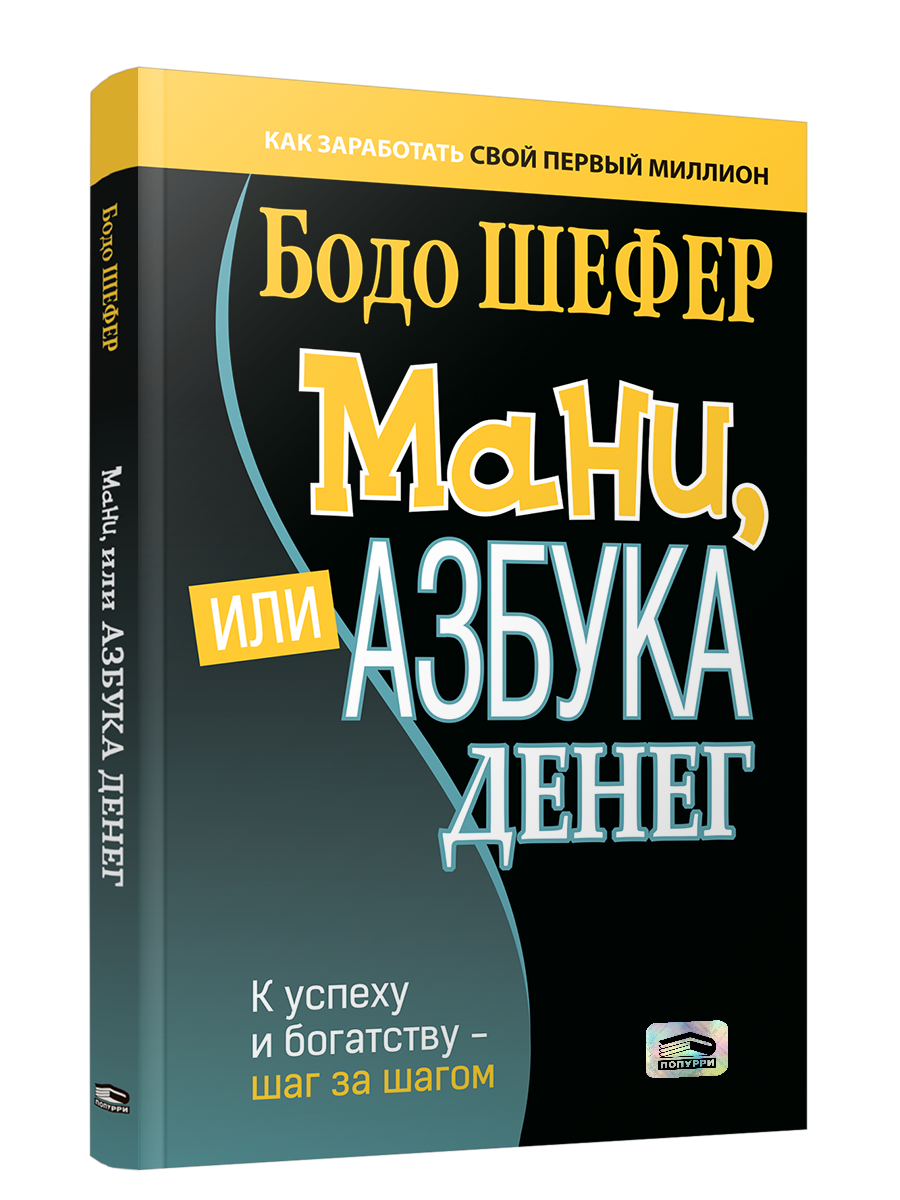 КАК ЗАРАБОТАТЬ СВОЙ ПЕРВЫЙ МИЛЛИОН
Бодо ШЕФЕР
Мани,
ИЛИ АЗБУКА
ДЕНЕГ
К успеху
и богатству –
шаг за шагом
ПОПУРРИ
Бодо ШЕФЕР
Мани, или АЗБУКА ДЕНЕГ
ПОПУРРИ